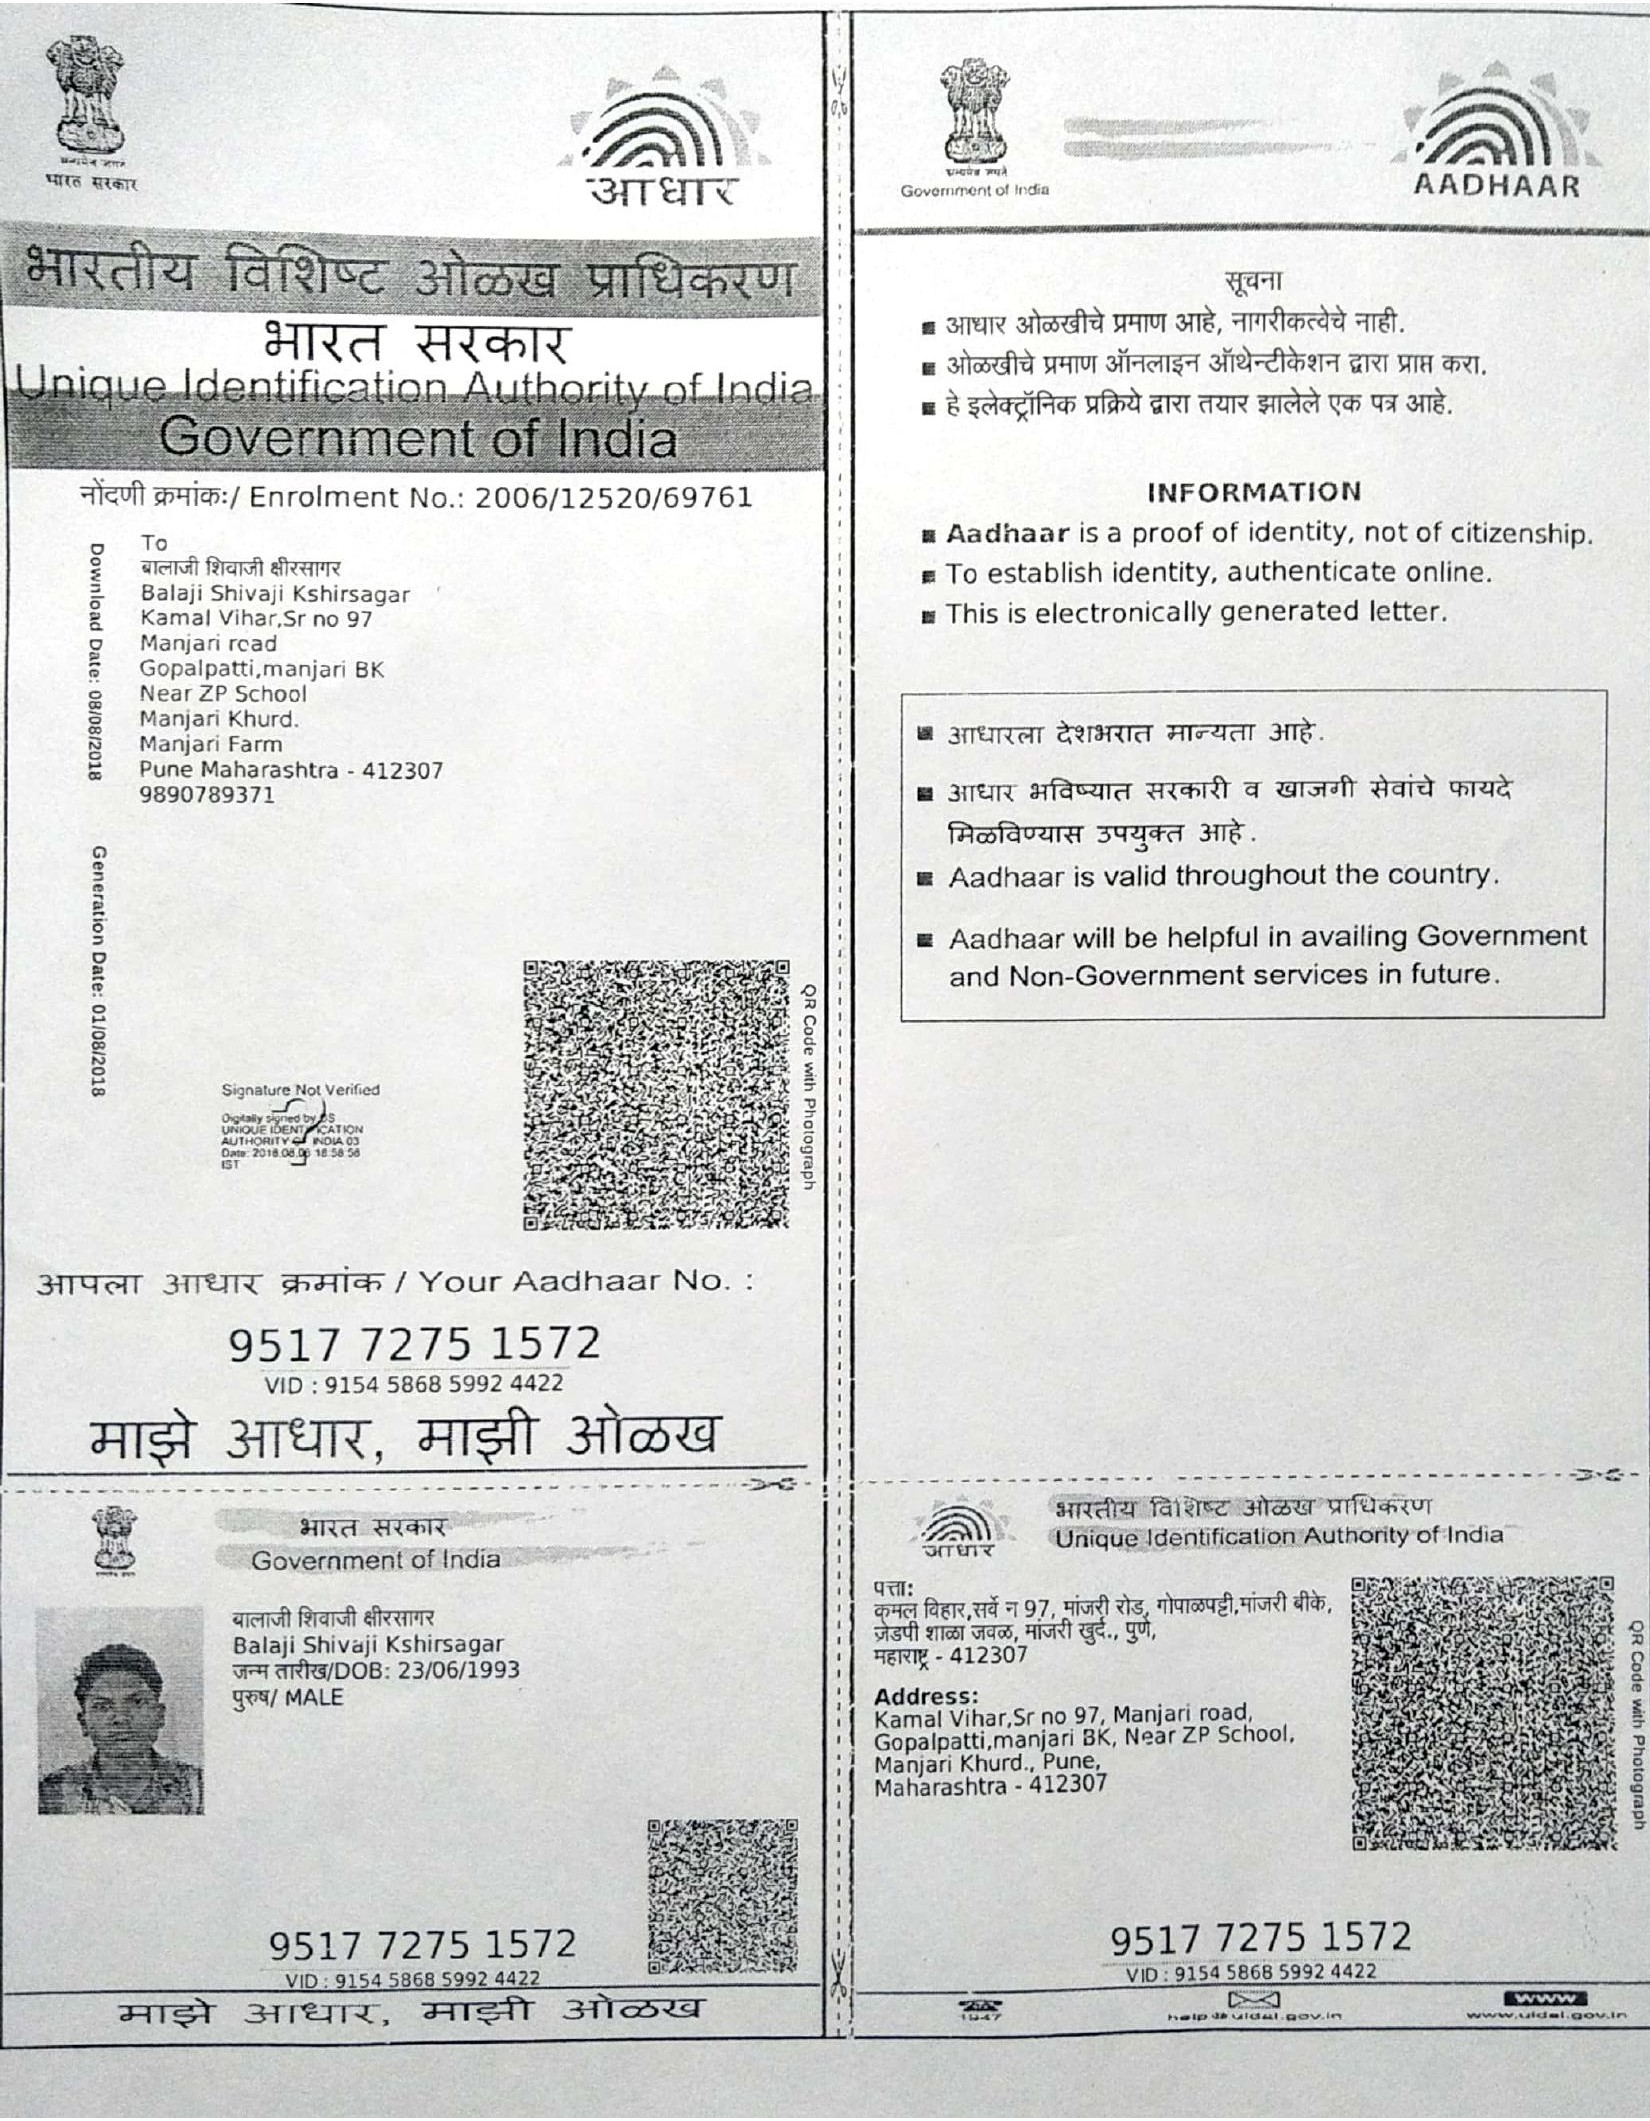 सत्यमेव जयते
भारत सरकार
आधार
भारतीय विशिष्ट ओळख प्राधिकरण
भारत सरकार
Unique Identification Authority of India
Government of India
नोंदणी क्रमांक:/ Enrolment No.: 2006/12520/69761
Download Date: 08/08/2018
Generation Date: 01/08/2018
To
बालाजी शिवाजी क्षीरसागर
Balaji Shivaji Kshirsagar
Kamal Vihar,Sr no 97
Manjari road
Gopalpatti,manjari BK
Near ZP School
Manjari Khurd.
Manjari Farm
Pune Maharashtra - 412307
9890789371
Signature Not Verified
Digitally signed by DS
UNIQUE IDENTIFICATION
AUTHORITY OF INDIA 03
Date: 2018.08. 18:58:58
IST
QR Code with Photograph
आपला आधार क्रमांक / Your Aadhaar No. :
9517 7275 1572
VID : 9154 5868 5992 4422
माझे आधार, माझी ओळख
भारत सरकार
Government of India
बालाजी शिवाजी क्षीरसागर
Balaji Shivaji Kshirsagar
जन्म तारीख/DOB: 23/06/1993
पुरुष/ MALE
9517 7275 1572
VID : 9154 5868 5992 4422
माझे आधार, माझी ओळख
सत्यमेव जयते
Government of India
AADHAAR
सूचना
■ आधार ओळखीचे प्रमाण आहे, नागरीकत्वेचे नाही.
■ ओळखीचे प्रमाण ऑनलाइन ऑथेन्टीकेशन द्वारा प्राप्त करा.
■ हे इलेक्ट्रॉनिक प्रक्रिये द्वारा तयार झालेले एक पत्र आहे.
INFORMATION
■ Aadhaar is a proof of identity, not of citizenship.
■ To establish identity, authenticate online.
■ This is electronically generated letter.
■ आधारला देशभरात मान्यता आहे.
■ आधार भविष्यात सरकारी व खाजगी सेवांचे फायदे
मिळविण्यास उपयुक्त आहे.
■ Aadhaar is valid throughout the country.
■ Aadhaar will be helpful in availing Government
and Non-Government services in future.
आधार
भारतीय विशिष्ट ओळख प्राधिकरण
Unique Identification Authority of India
पत्ता:
कमल विहार,सर्वे न 97, मांजरी रोड, गोपाळपट्टी,मांजरी बीके,
जेडपी शाळा जवळ, मांजरी खुर्द., पुणे,
महाराष्ट्र - 412307
Address:
Kamal Vihar,Sr no 97, Manjari road,
Gopalpatti,manjari BK, Near ZP School,
Manjari Khurd., Pune,
Maharashtra - 412307
QR Code with Photograph
9517 7275 1572
VID : 9154 5868 5992 4422
1947
help@uidai.gov.in
www
www.uidai.gov.in